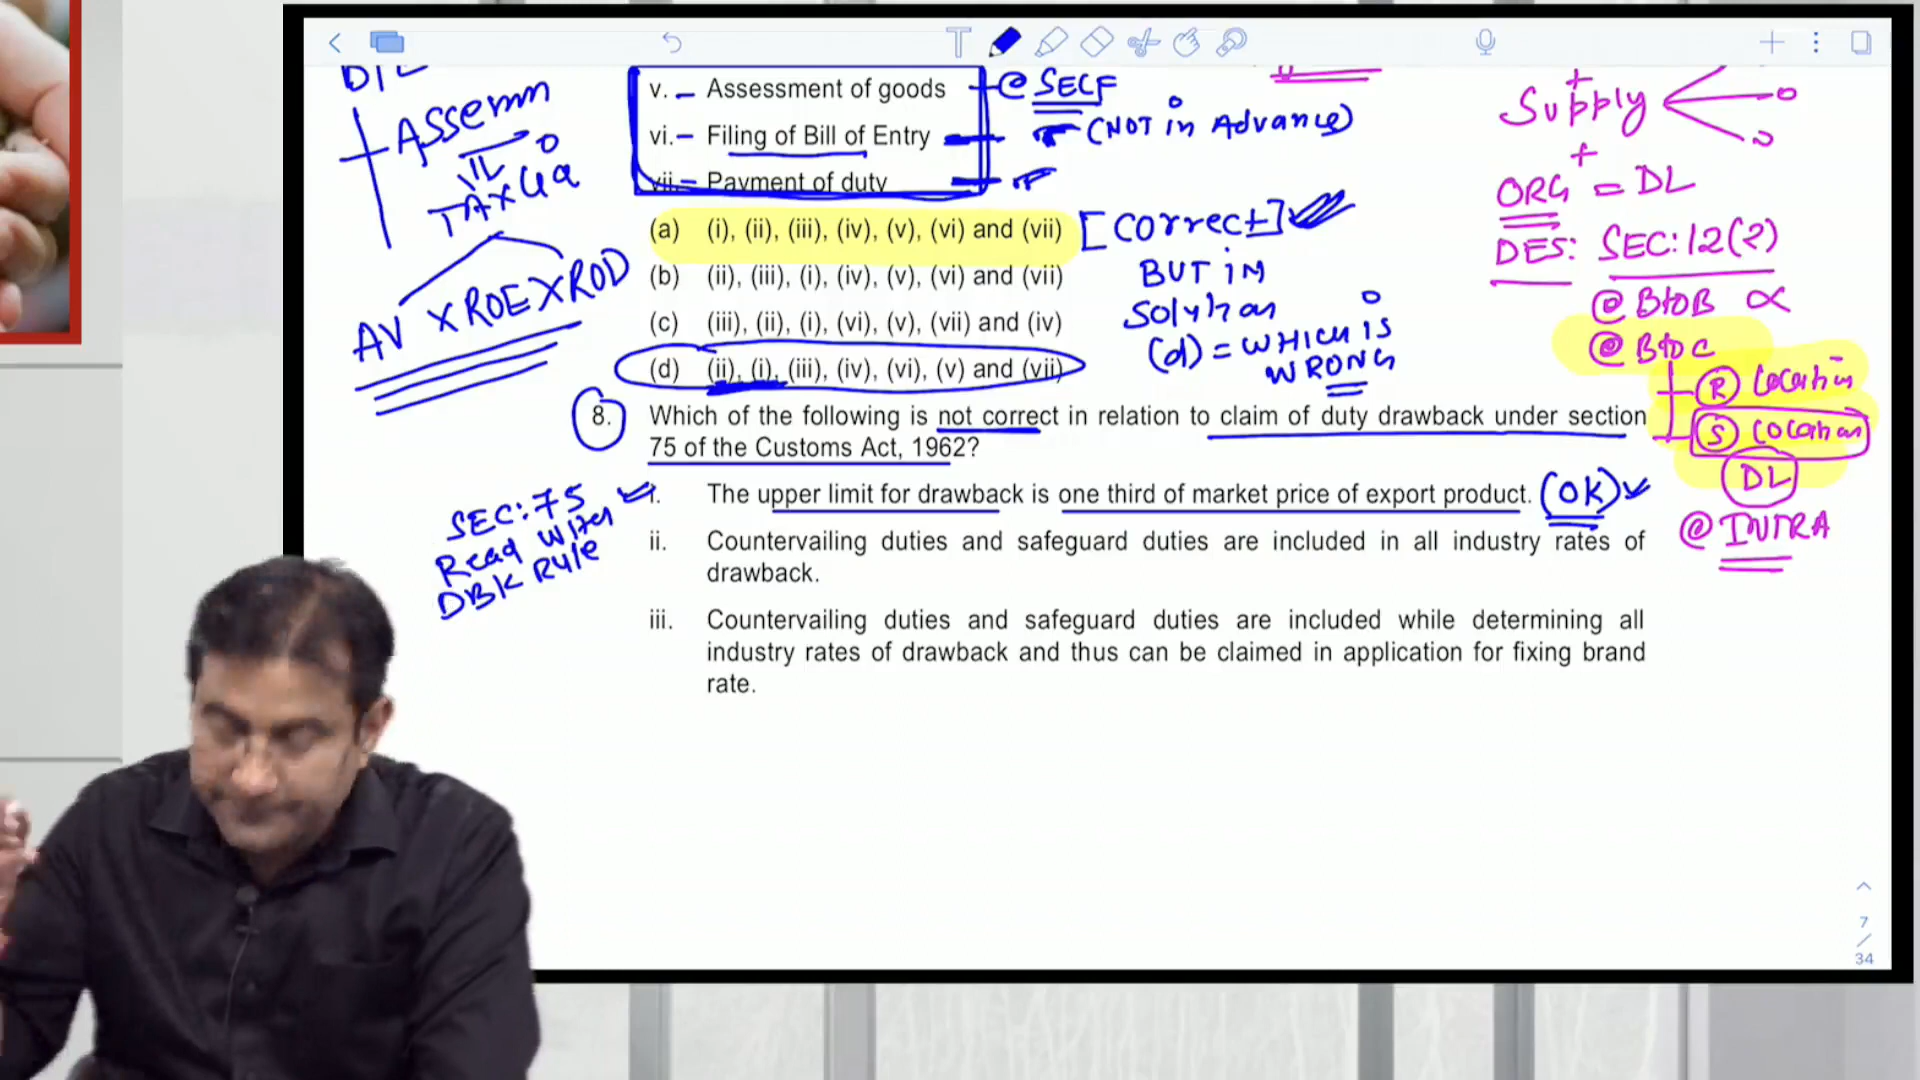 DIL
Assemn
TAXUa
AV X ROE X ROD
v. Assessment of goods
@ SELF
vi. Filing of Bill of Entry
(NOT in Advance)
vii. Payment of duty
(a) (i), (ii), (iii), (iv), (v), (vi) and (vii)
[Correct]
(b) (ii), (iii), (i), (iv), (v), (vi) and (vii)
BUT in
(c) (iii), (ii), (i), (vi), (v), (vii) and (iv)
Soluhan
(d) (ii), (i), (iii), (iv), (vi), (v) and (vii)
(d) = WHICH IS
WRONG
8. Which of the following is not correct in relation to claim of duty drawback under section
75 of the Customs Act, 1962?
SEC:75
Read with
DBK Rule
i. The upper limit for drawback is one third of market price of export product. (OK)
ii. Countervailing duties and safeguard duties are included in all industry rates of
drawback.
iii. Countervailing duties and safeguard duties are included while determining all
industry rates of drawback and thus can be claimed in application for fixing brand
rate.
+
Supply
+
ORG = DL
DES: SEC:12(2)
@ BtoB
@ BtoC
(R) Location
(S) Location
DL
@ INTRA
7
/
34